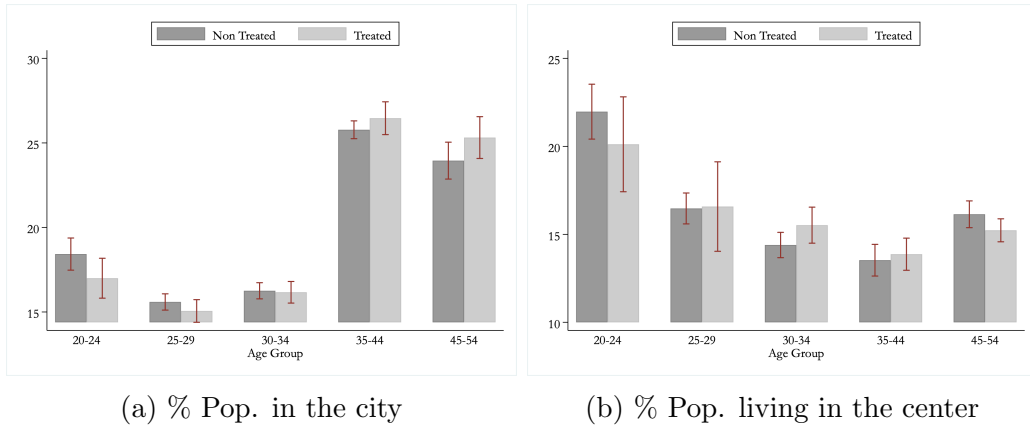 Non Treated Treated
30
25
20
15
20-24 25-29 30-34 35-44 45-54
Age Group
(a) % Pop. in the city
Non Treated Treated
25
20
15
10
20-24 25-29 30-34 35-44 45-54
Age Group
(b) % Pop. living in the center